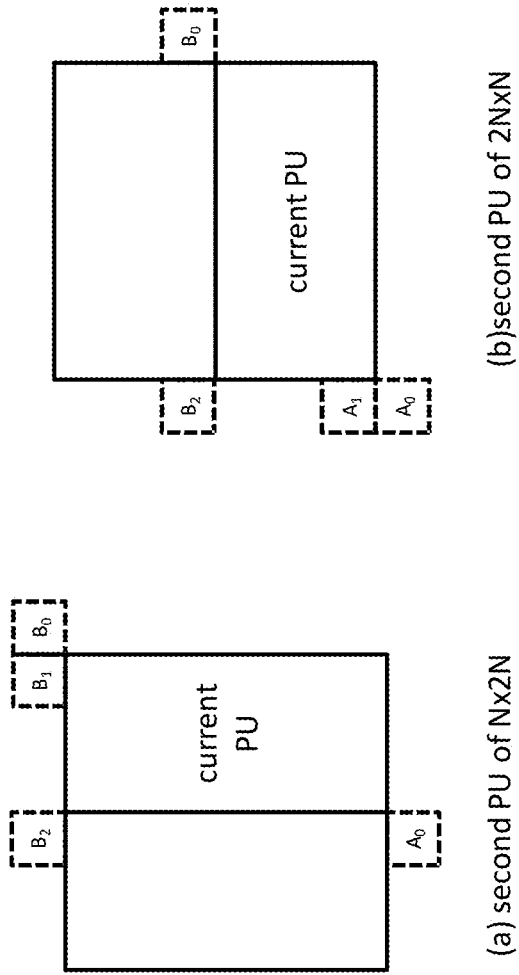 B₂
B₁
B₀
current
PU
A₀
(a) second PU of Nx2N
B₂
B₀
current PU
A₁
A₀
(b)second PU of 2NxN